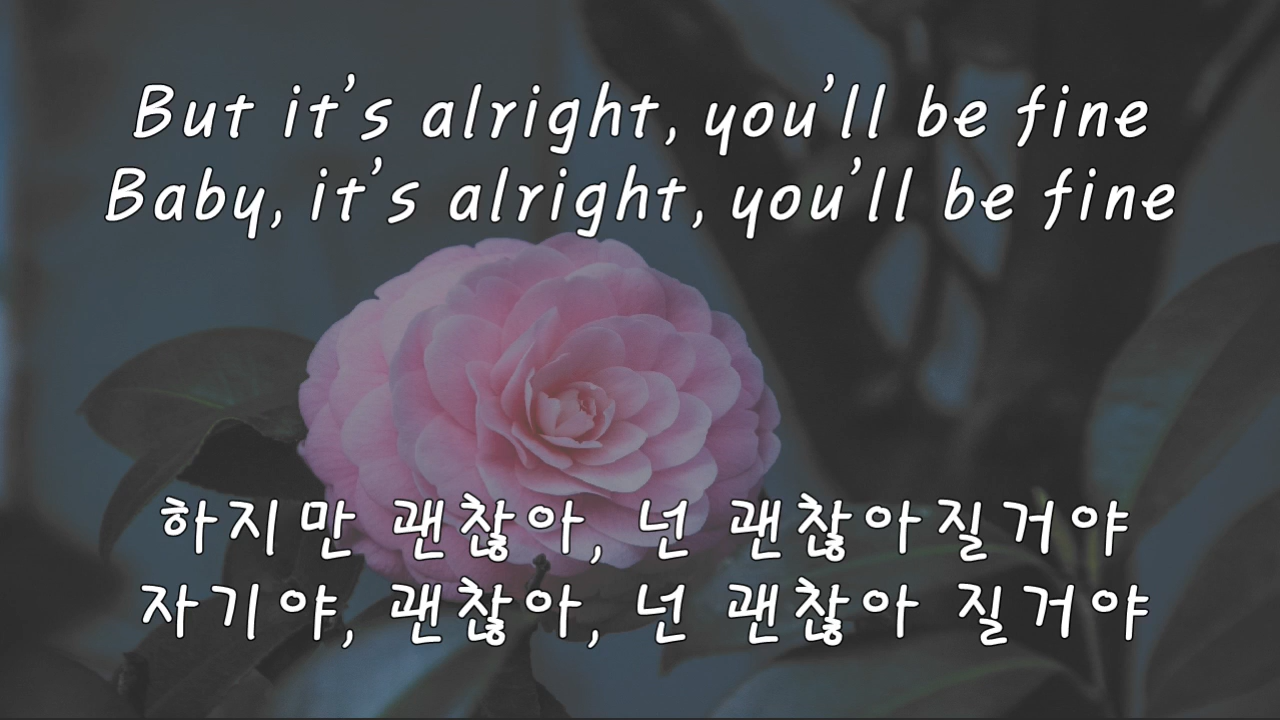 But it's alright, you'll be fine
Baby, it's alright, you'll be fine
하지만 괜찮아, 넌 괜찮아질거야
자기야, 괜찮아, 넌 괜찮아 질거야